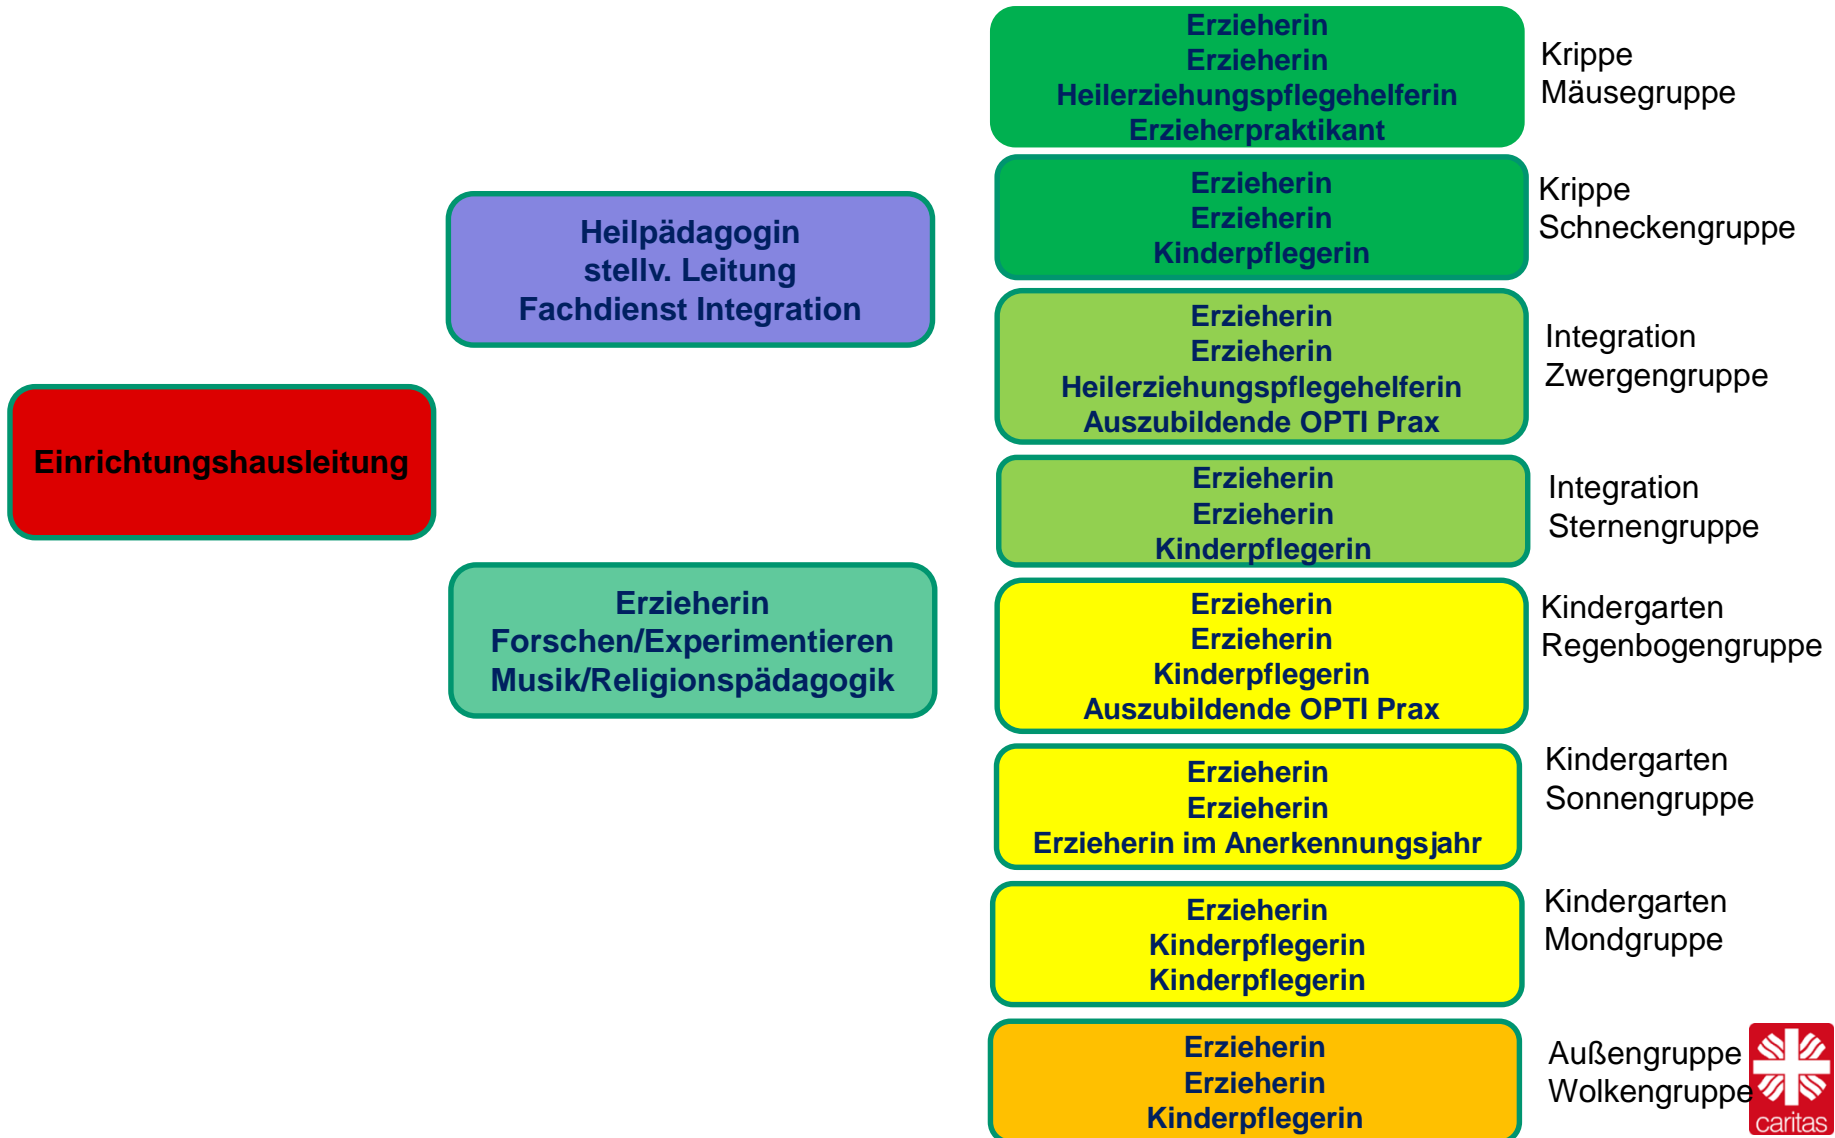 Einrichtungshausleitung
Heilpädagogin
stellv. Leitung
Fachdienst Integration
Erzieherin
Forschen/Experimentieren
Musik/Religionspädagogik
Erzieherin
Erzieherin
Heilerziehungspflegehelferin
Erzieherpraktikant
Krippe
Mäusegruppe
Erzieherin
Erzieherin
Kinderpflegerin
Krippe
Schneckengruppe
Erzieherin
Erzieherin
Heilerziehungspflegehelferin
Auszubildende OPTI Prax
Integration
Zwergengruppe
Erzieherin
Erzieherin
Kinderpflegerin
Integration
Sternengruppe
Erzieherin
Erzieherin
Kinderpflegerin
Auszubildende OPTI Prax
Kindergarten
Regenbogengruppe
Erzieherin
Erzieherin
Erzieherin im Anerkennungsjahr
Kindergarten
Sonnengruppe
Erzieherin
Kinderpflegerin
Kinderpflegerin
Kindergarten
Mondgruppe
Erzieherin
Erzieherin
Kinderpflegerin
Außengruppe
Wolkengruppe
caritas